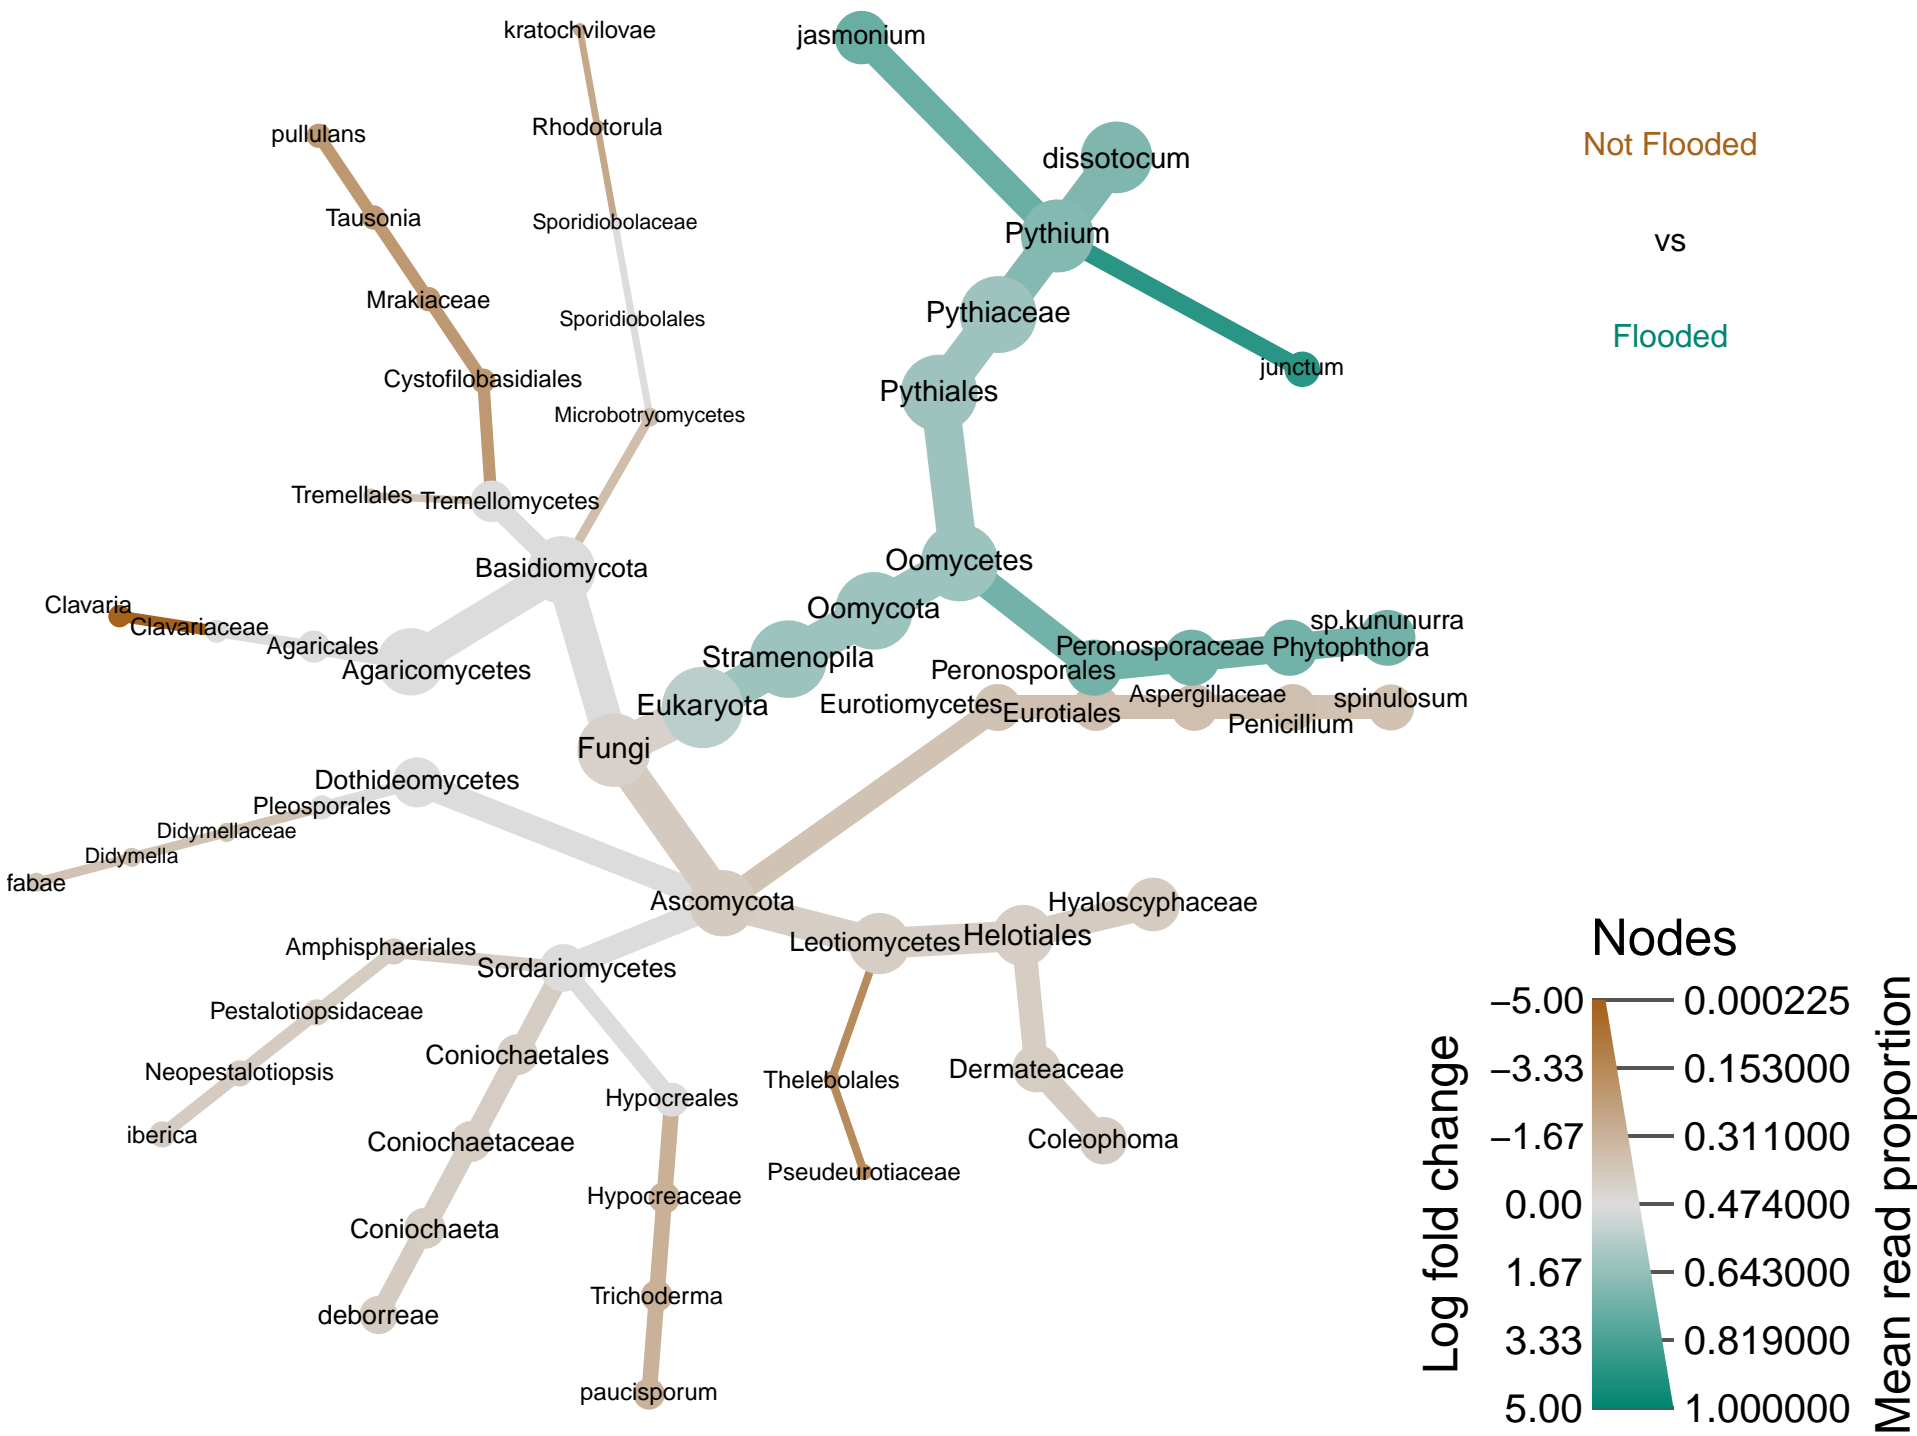 kratochvilovae
jasmonium
pullulans
Rhodotorula
dissotocum
Not Flooded
Tausonia
Sporidiobolaceae
Pythium
vs
Mrakiaceae
Sporidiobolales
Pythiaceae
Flooded
junctum
Cystofilobasidiales
Pythiales
Microbotryomycetes
Tremellales
Tremellomycetes
Basidiomycota
Oomycetes
Clavaria
Clavariaceae
Oomycota
sp.kununurra
Agaricales
Agaricomycetes
Stramenopila
Peronosporales
Peronosporaceae
Phytophthora
Eukaryota
Eurotiomycetes
Eurotiales
Aspergillaceae
Penicillium
spinulosum
Fungi
Dothideomycetes
Pleosporales
Didymellaceae
Didymella
fabae
Ascomycota
Hyaloscyphaceae
Leotiomycetes
Helotiales
Amphisphaeriales
Sordariomycetes
Pestalotiopsidaceae
Coniochaetales
Neopestalotiopsis
Hypocreales
Thelebolales
Dermateaceae
iberica
Coniochaetaceae
Coleophoma
Hypocreaceae
Pseudeurotiaceae
Coniochaeta
Trichoderma
deborreae
paucisporum
Nodes
Log fold change
−5.00
−3.33
−1.67
0.00
1.67
3.33
5.00
0.000225
0.153000
0.311000
0.474000
0.643000
0.819000
1.000000
Mean read proportion